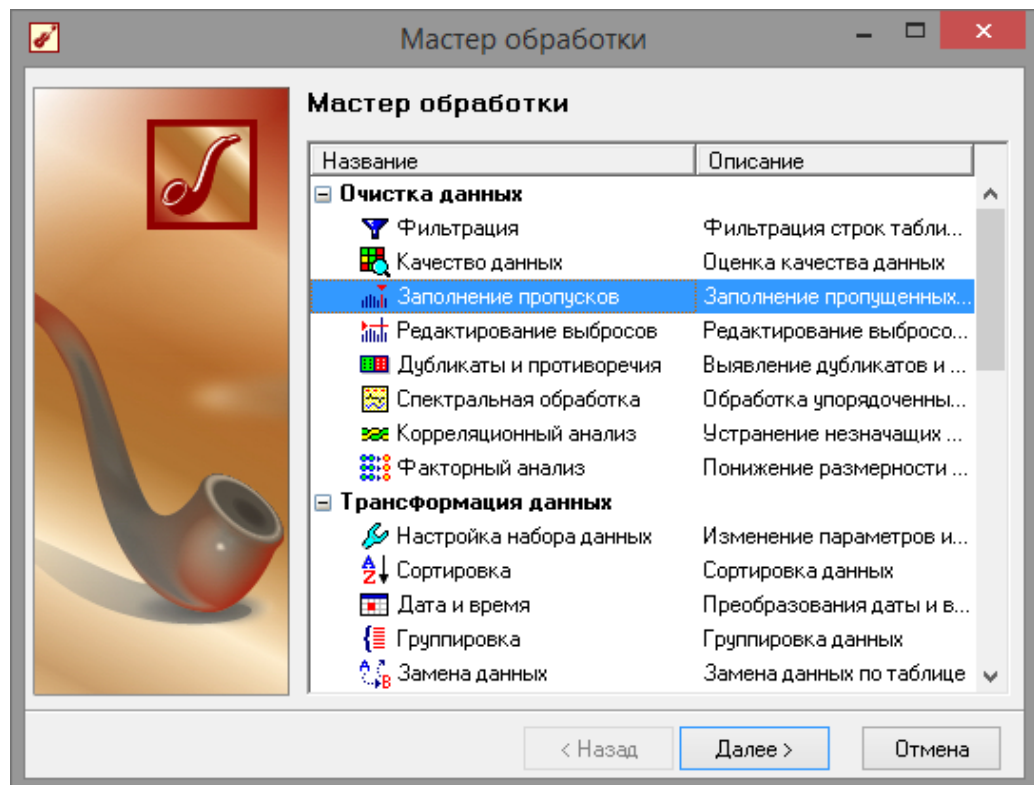 Мастер обработки
Мастер обработки
Название Описание
Очистка данных
Фильтрация Фильтрация строк табли...
Качество данных Оценка качества данных
Заполнение пропусков Заполнение пропущенных...
Редактирование выбросов Редактирование выбросо...
Дубликаты и противоречия Выявление дубликатов и ...
Спектральная обработка Обработка упорядоченны...
Корреляционный анализ Устранение незначащих ...
Факторный анализ Понижение размерности ...
Трансформация данных
Настройка набора данных Изменение параметров и...
Сортировка Сортировка данных
Дата и время Преобразования даты и в...
Группировка Группировка данных
Замена данных Замена данных по таблице
< Назад Далее > Отмена